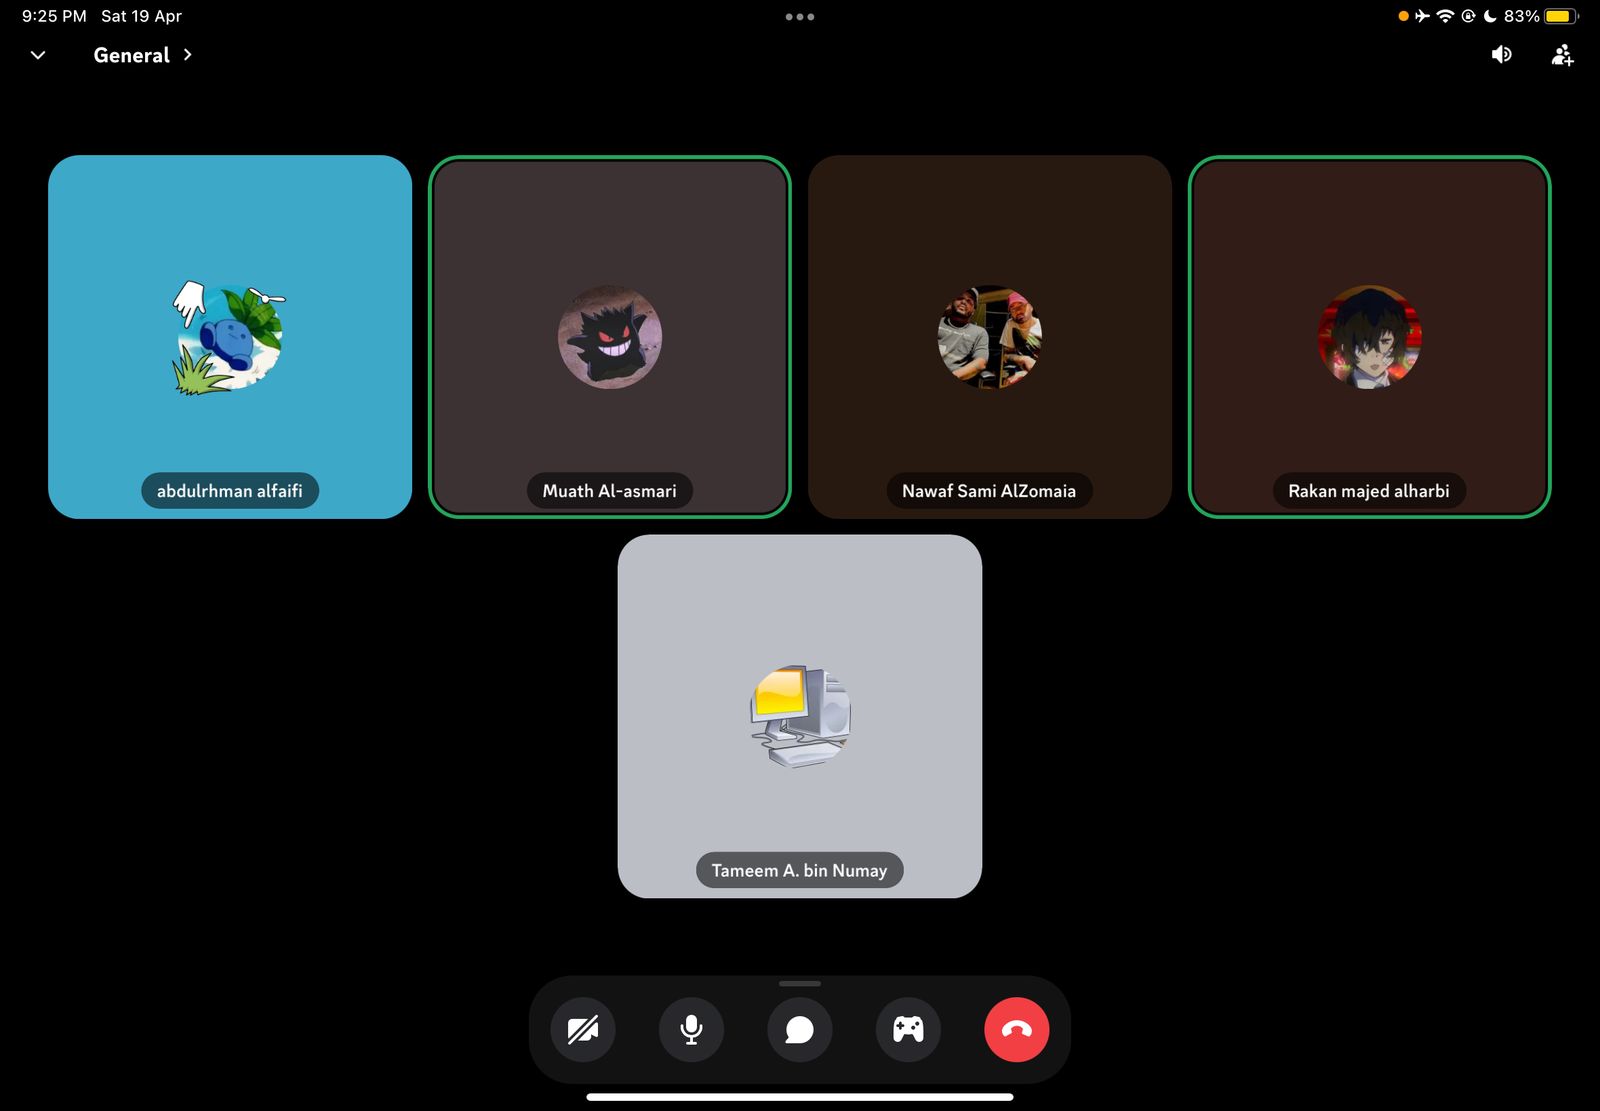 9:25 PM Sat 19 Apr
83%
General
abdulrhman alfaifi
Muath Al-asmari
Nawaf Sami AlZomaia
Rakan majed alharbi
Tameem A. bin Numay